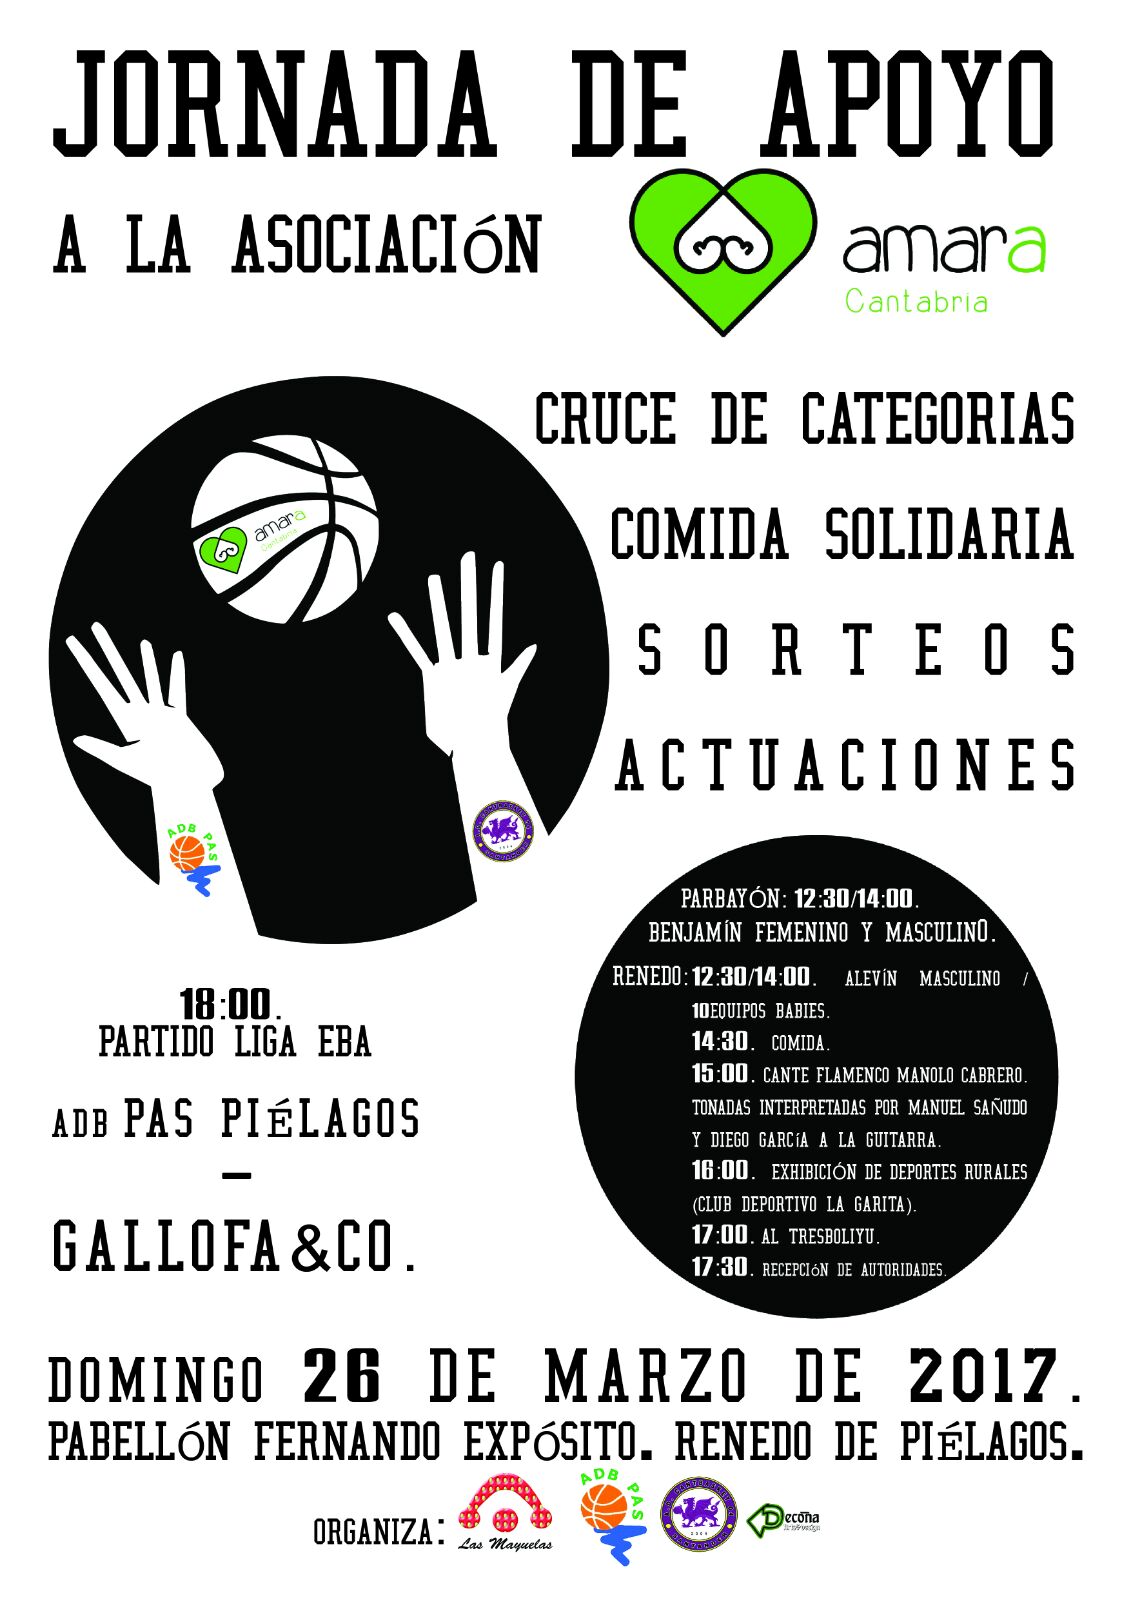 JORNADA DE APOYO
A LA ASOCIACIÓN
amara
Cantabria
CRUCE DE CATEGORIAS
COMIDA SOLIDARIA
SORTEOS
ACTUACIONES
amara
Cantabria
ADB PAS
PARBAYÓN: 12:30/14:00.
BENJAMÍN FEMENINO Y MASCULINO.
RENEDO: 12:30/14:00. ALEVÍN MASCULINO /
10EQUIPOS BABIES.
14:30. COMIDA.
15:00. CANTE FLAMENCO MANOLO CABRERO.
TONADAS INTERPRETADAS POR MANUEL SAÑUDO
Y DIEGO GARCÍA A LA GUITARRA.
16:00. EXHIBICIÓN DE DEPORTES RURALES
(CLUB DEPORTIVO LA GARITA).
17:00. AL TRESBOLIYU.
17:30. RECEPCIÓN DE AUTORIDADES.
18:00.
PARTIDO LIGA EBA
ADB PAS PIÉLAGOS
–
GALLOFA&CO.
DOMINGO 26 DE MARZO DE 2017.
PABELLÓN FERNANDO EXPÓSITO. RENEDO DE PIÉLAGOS.
ORGANIZA:
Las Mayuelas
ADB PAS
2004
Pecoña